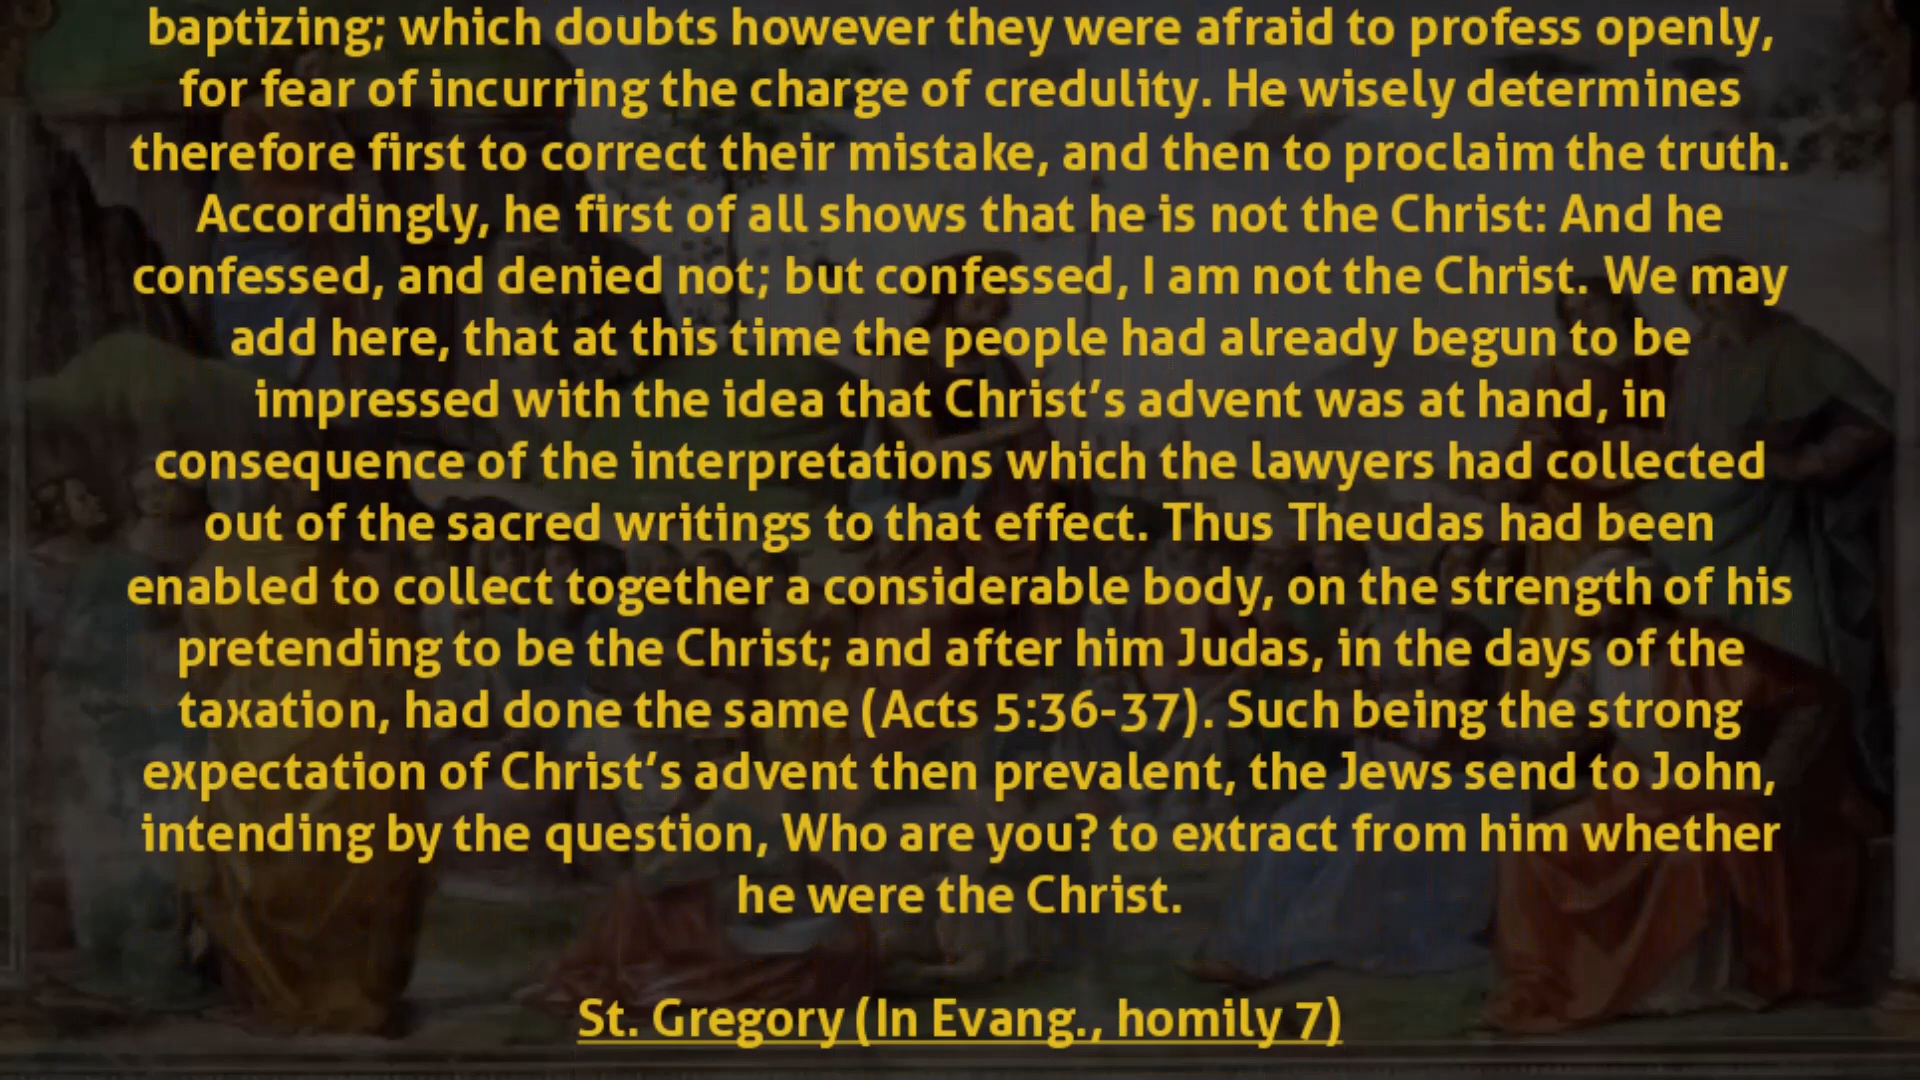 baptizing; which doubts however they were afraid to profess openly,
for fear of incurring the charge of credulity. He wisely determines
therefore first to correct their mistake, and then to proclaim the truth.
Accordingly, he first of all shows that he is not the Christ: And he
confessed, and denied not; but confessed, I am not the Christ. We may
add here, that at this time the people had already begun to be
impressed with the idea that Christ’s advent was at hand, in
consequence of the interpretations which the lawyers had collected
out of the sacred writings to that effect. Thus Theudas had been
enabled to collect together a considerable body, on the strength of his
pretending to be the Christ; and after him Judas, in the days of the
taxation, had done the same (Acts 5:36-37). Such being the strong
expectation of Christ’s advent then prevalent, the Jews send to John,
intending by the question, Who are you? to extract from him whether
he were the Christ.
St. Gregory (In Evang., homily 7)